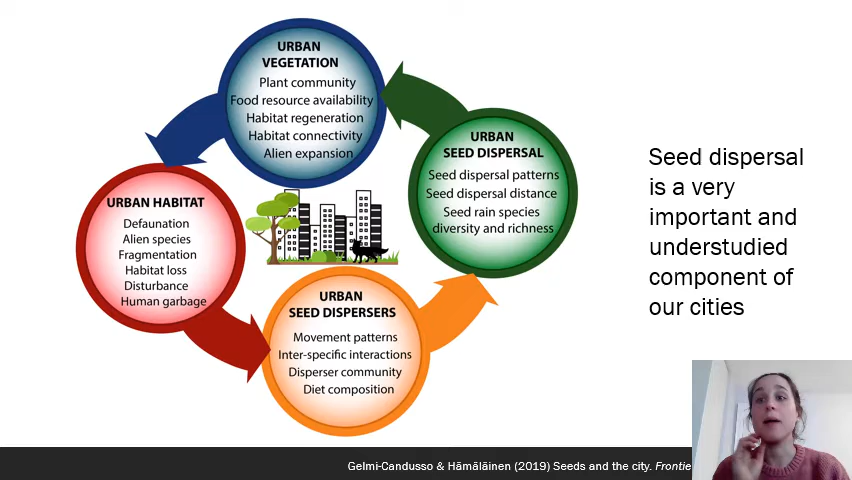 URBAN
VEGETATION
Plant community
Food resource availability
Habitat regeneration
Habitat connectivity
Alien expansion
URBAN
SEED DISPERSAL
Seed dispersal patterns
Seed dispersal distance
Seed rain species
diversity and richness
URBAN HABITAT
Defaunation
Alien species
Fragmentation
Habitat loss
Disturbance
Human garbage
URBAN
SEED DISPERSERS
Movement patterns
Inter-specific interactions
Disperser community
Diet composition
Seed dispersal
is a very
important and
understudied
component of
our cities
Gelmi-Candusso & Hämäläinen (2019) Seeds and the city. Frontie